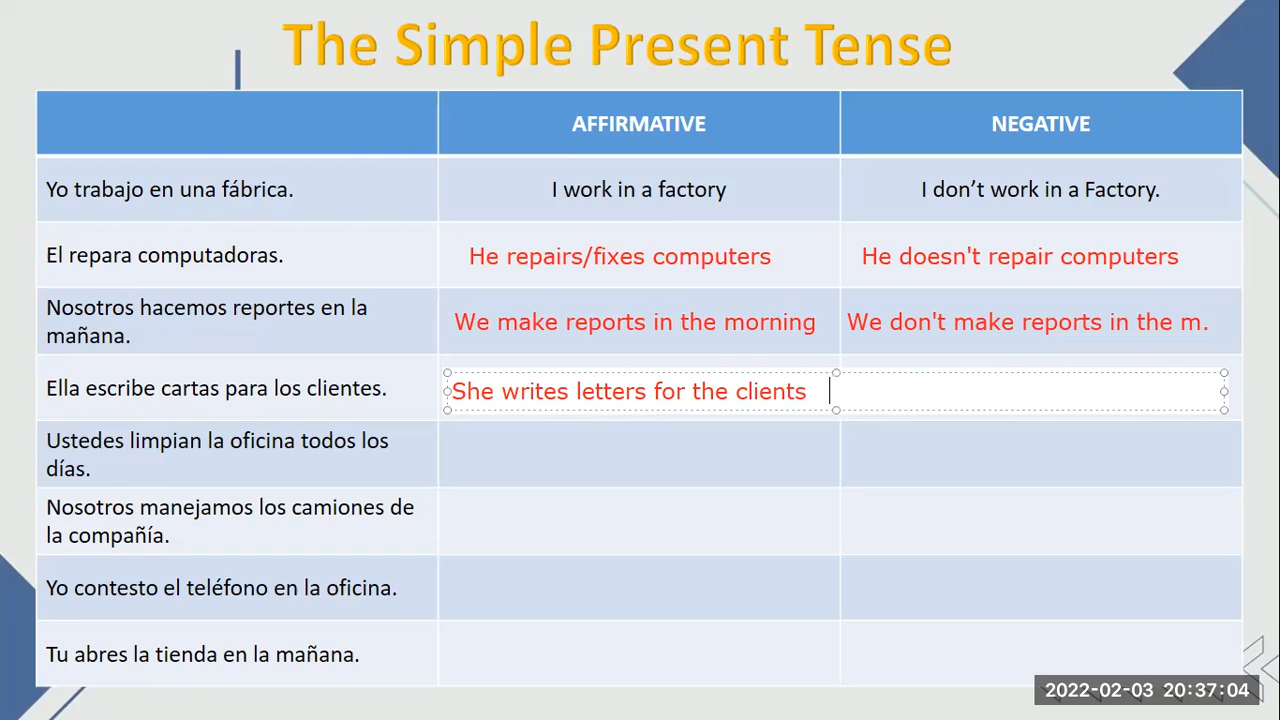 The Simple Present Tense
AFFIRMATIVE
NEGATIVE
Yo trabajo en una fábrica.
I work in a factory
I don’t work in a Factory.
El repara computadoras.
He repairs/fixes computers
He doesn't repair computers
Nosotros hacemos reportes en la
mañana.
We make reports in the morning
We don't make reports in the m.
Ella escribe cartas para los clientes.
She writes letters for the clients
Ustedes limpian la oficina todos los
días.
Nosotros manejamos los camiones de
la compañía.
Yo contesto el teléfono en la oficina.
Tu abres la tienda en la mañana.
2022-02-03 20:37:04